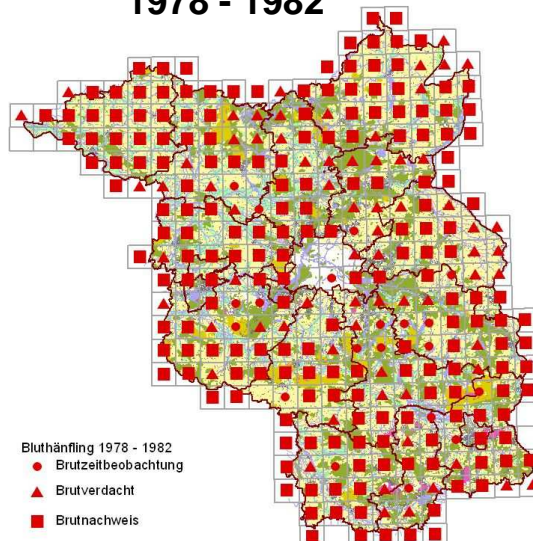 1978 - 1982
Bluthänfling 1978 - 1982
Brutzeitbeobachtung
Brutverdacht
Brutnachweis